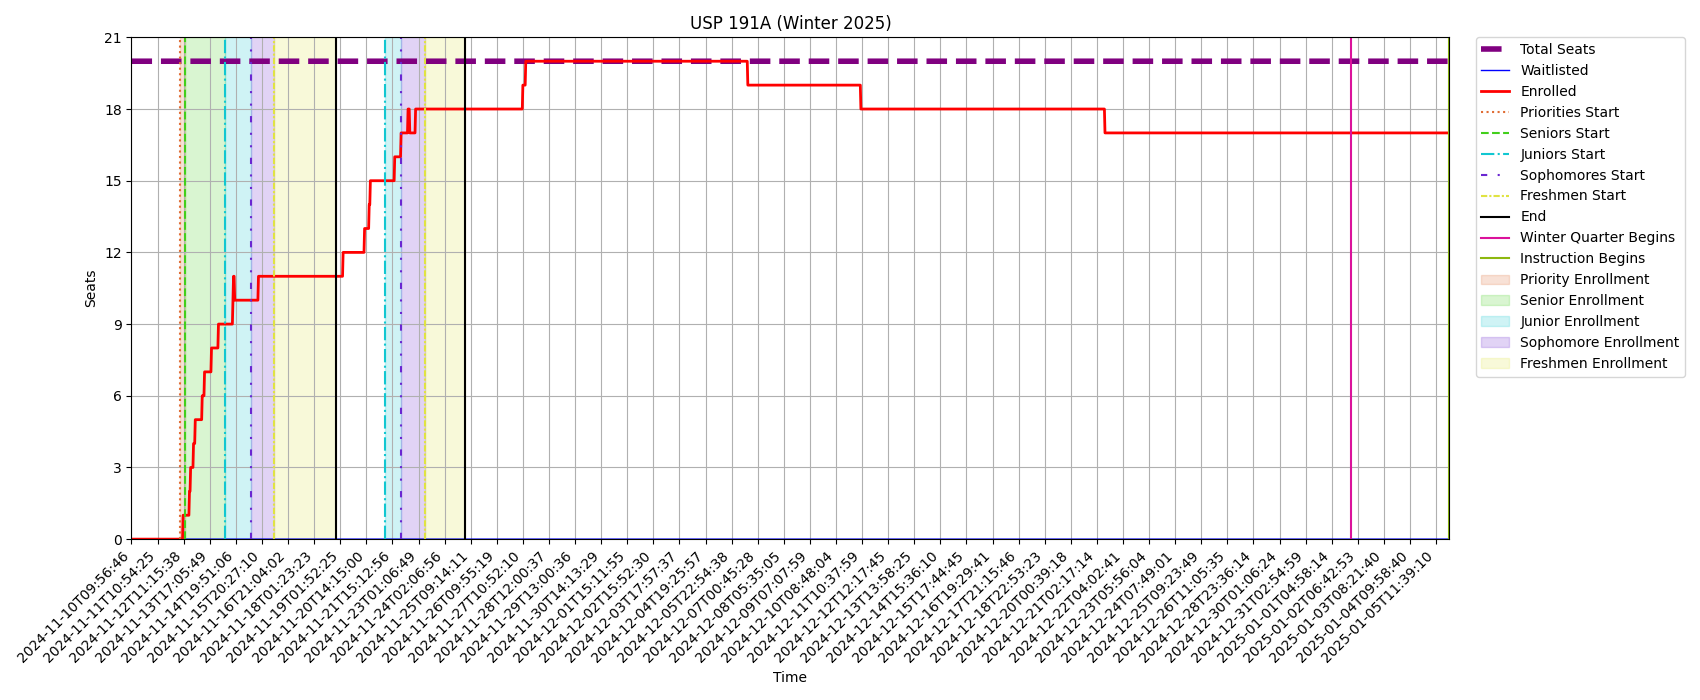 USP 191A (Winter 2025)
21
18
15
12
9
6
3
0
Seats
2024-11-10T09:56:46
2024-11-11T10:54:25
2024-11-12T11:15:38
2024-11-13T17:05:49
2024-11-14T19:51:06
2024-11-15T20:27:10
2024-11-16T21:04:02
2024-11-18T01:23:23
2024-11-19T01:52:25
2024-11-20T14:15:00
2024-11-21T15:12:56
2024-11-23T01:06:49
2024-11-24T02:06:56
2024-11-25T09:14:11
2024-11-26T09:55:19
2024-11-27T10:52:10
2024-11-28T12:00:37
2024-11-29T13:00:36
2024-11-30T14:13:29
2024-12-01T15:11:55
2024-12-02T15:52:30
2024-12-03T17:57:37
2024-12-04T19:25:57
2024-12-05T22:54:38
2024-12-07T00:45:28
2024-12-08T05:35:05
2024-12-09T07:07:59
2024-12-10T08:48:04
2024-12-11T10:37:59
2024-12-12T12:17:45
2024-12-13T13:58:25
2024-12-14T15:36:10
2024-12-15T17:44:45
2024-12-16T19:29:41
2024-12-17T21:15:46
2024-12-18T22:53:23
2024-12-20T00:39:18
2024-12-21T02:17:14
2024-12-22T04:02:41
2024-12-23T05:56:04
2024-12-24T07:49:01
2024-12-25T09:23:49
2024-12-26T11:05:35
2024-12-28T23:36:14
2024-12-30T01:06:24
2024-12-31T02:54:59
2025-01-01T04:58:14
2025-01-02T06:42:53
2025-01-03T08:21:40
2025-01-04T09:58:40
2025-01-05T11:39:10
Time
Total Seats
Waitlisted
Enrolled
Priorities Start
Seniors Start
Juniors Start
Sophomores Start
Freshmen Start
End
Winter Quarter Begins
Instruction Begins
Priority Enrollment
Senior Enrollment
Junior Enrollment
Sophomore Enrollment
Freshmen Enrollment